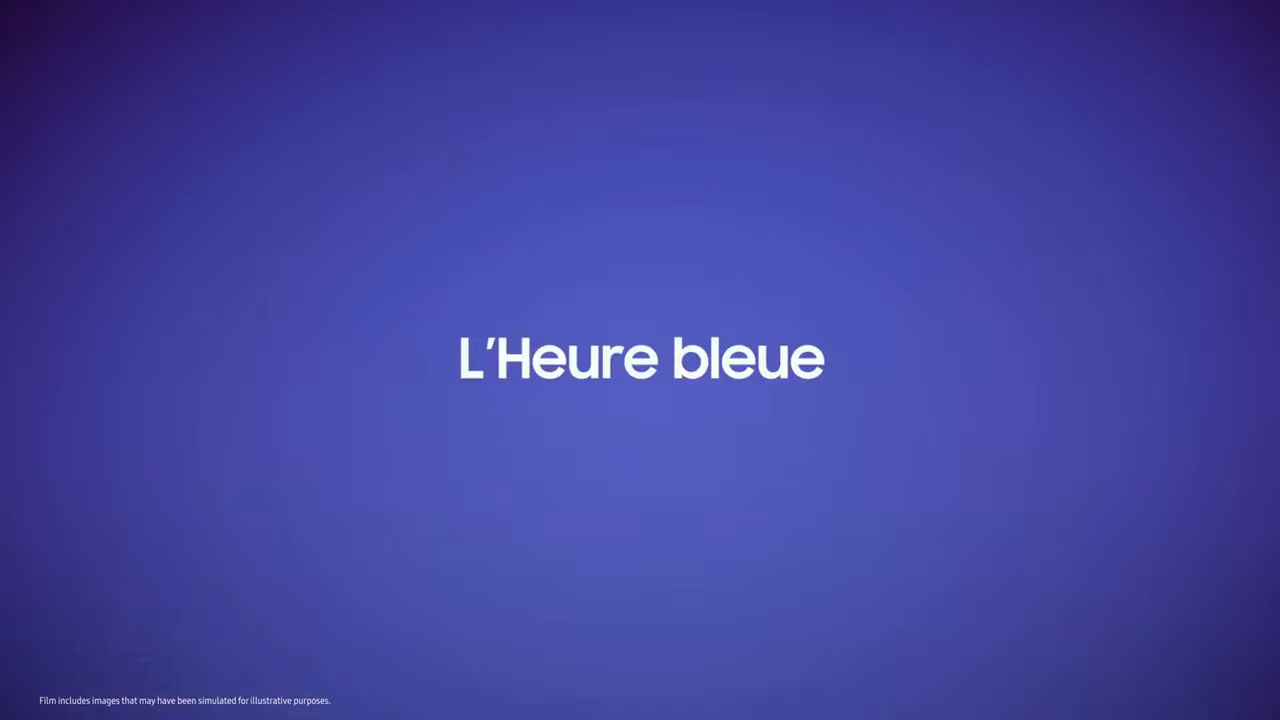 L’Heure bleue
Film includes images that may have been simulated for illustrative purposes.